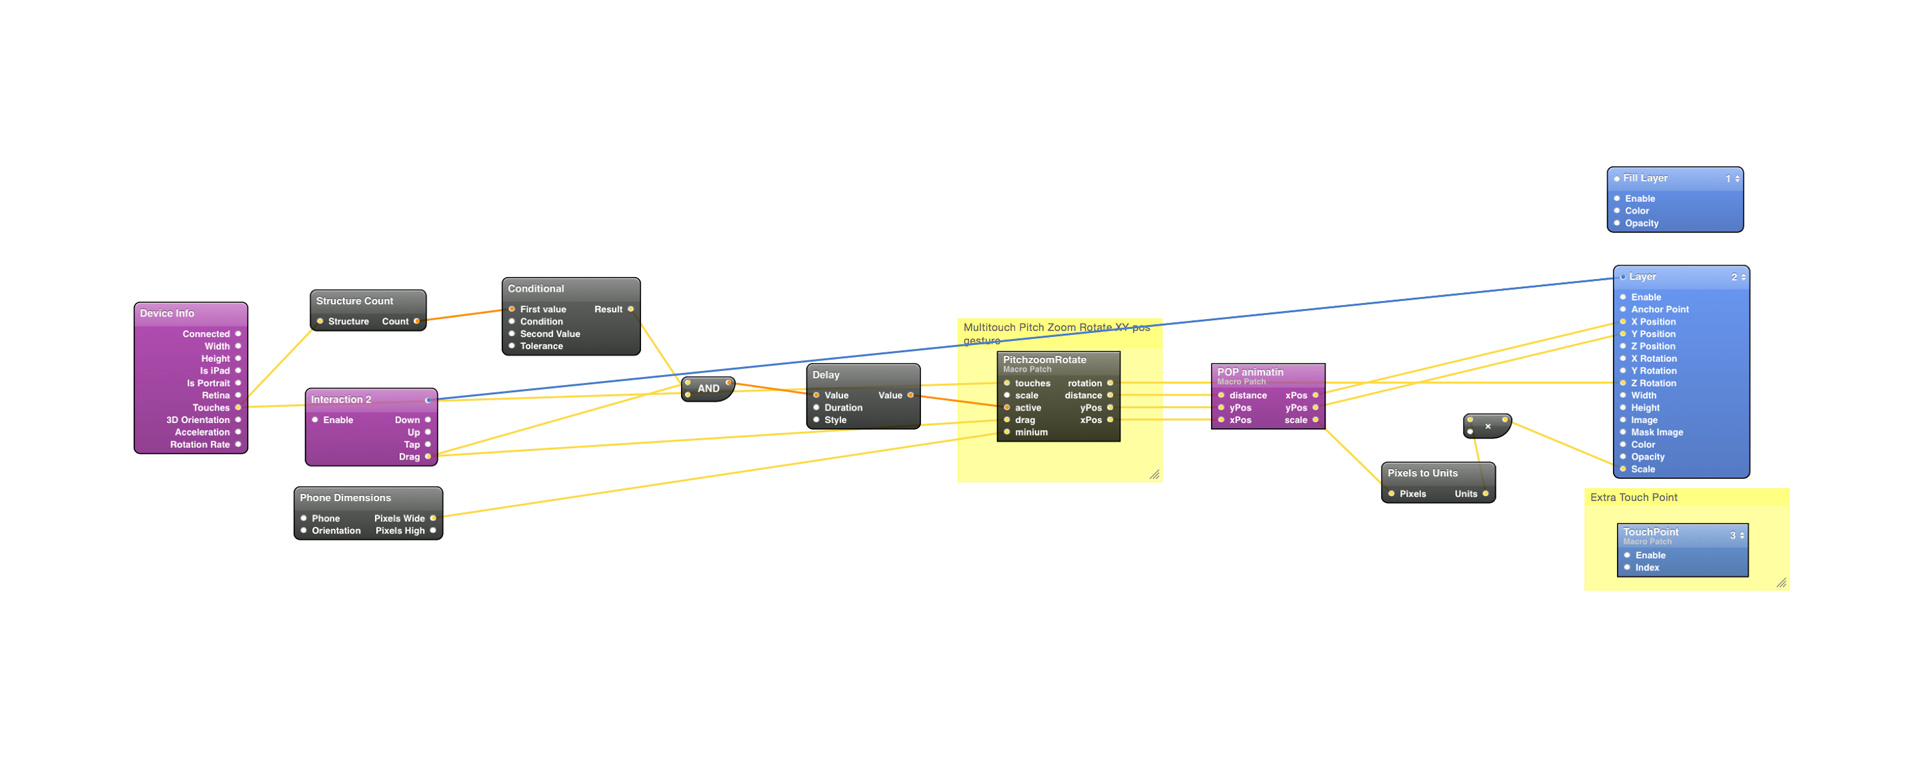 Fill Layer 1
Enable
Color
Opacity
Layer 2
Enable
Anchor Point
X Position
Y Position
Z Position
X Rotation
Y Rotation
Z Rotation
Width
Height
Image
Mask Image
Color
Opacity
Scale
Device Info
Connected
Width
Height
Is iPad
Is Portrait
Retina
Touches
3D Orientation
Acceleration
Rotation Rate
Structure Count
Structure Count
Conditional
First value Result
Condition
Second Value
Tolerance
Interaction 2
Enable Down
Up
Tap
Drag
Phone Dimensions
Phone Pixels Wide
Orientation Pixels High
AND
Delay
Value Value
Duration
Style
Multitouch Pitch Zoom Rotate XY pos
gesture
PitchzoomRotate
Macro Patch
touches rotation
scale distance
active yPos
drag xPos
minium
POP animatin
Macro Patch
distance xPos
yPos yPos
xPos scale
×
Pixels to Units
Pixels Units
Extra Touch Point
TouchPoint 3
Macro Patch
Enable
Index